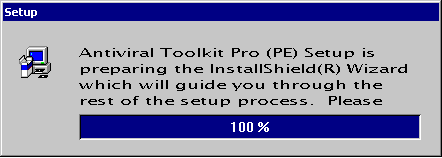 Setup
Antiviral Toolkit Pro (PE) Setup is
preparing the InstallShield(R) Wizard
which will guide you through the
rest of the setup process.  Please
100 %